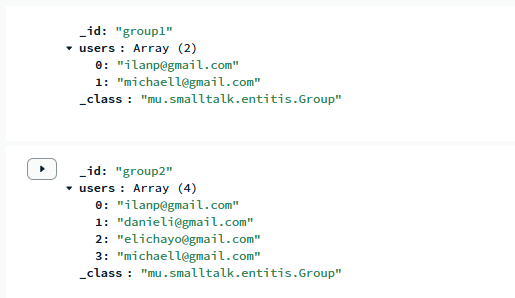 _id: "group1"
users : Array (2)
0: "ilanp@gmail.com"
1: "michaell@gmail.com"
_class : "mu.smalltalk.entitis.Group"
_id: "group2"
users : Array (4)
0: "ilanp@gmail.com"
1: "danieli@gmail.com"
2: "elichayo@gmail.com"
3: "michaell@gmail.com"
_class : "mu.smalltalk.entitis.Group"